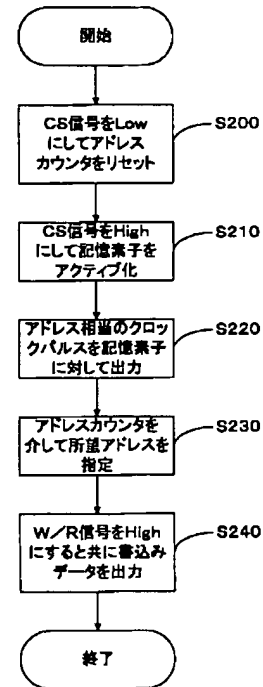 開始
CS信号をLow
にしてアドレス
カウンタをリセット
S200
CS信号をHigh
にして記憶素子を
アクティブ化
S210
アドレス相当のクロッ
クパルスを記憶素子
に対して出力
S220
アドレスカウンタを
介して所望アドレスを
指定
S230
W/R信号をHigh
にすると共に書込み
データを出力
S240
終了